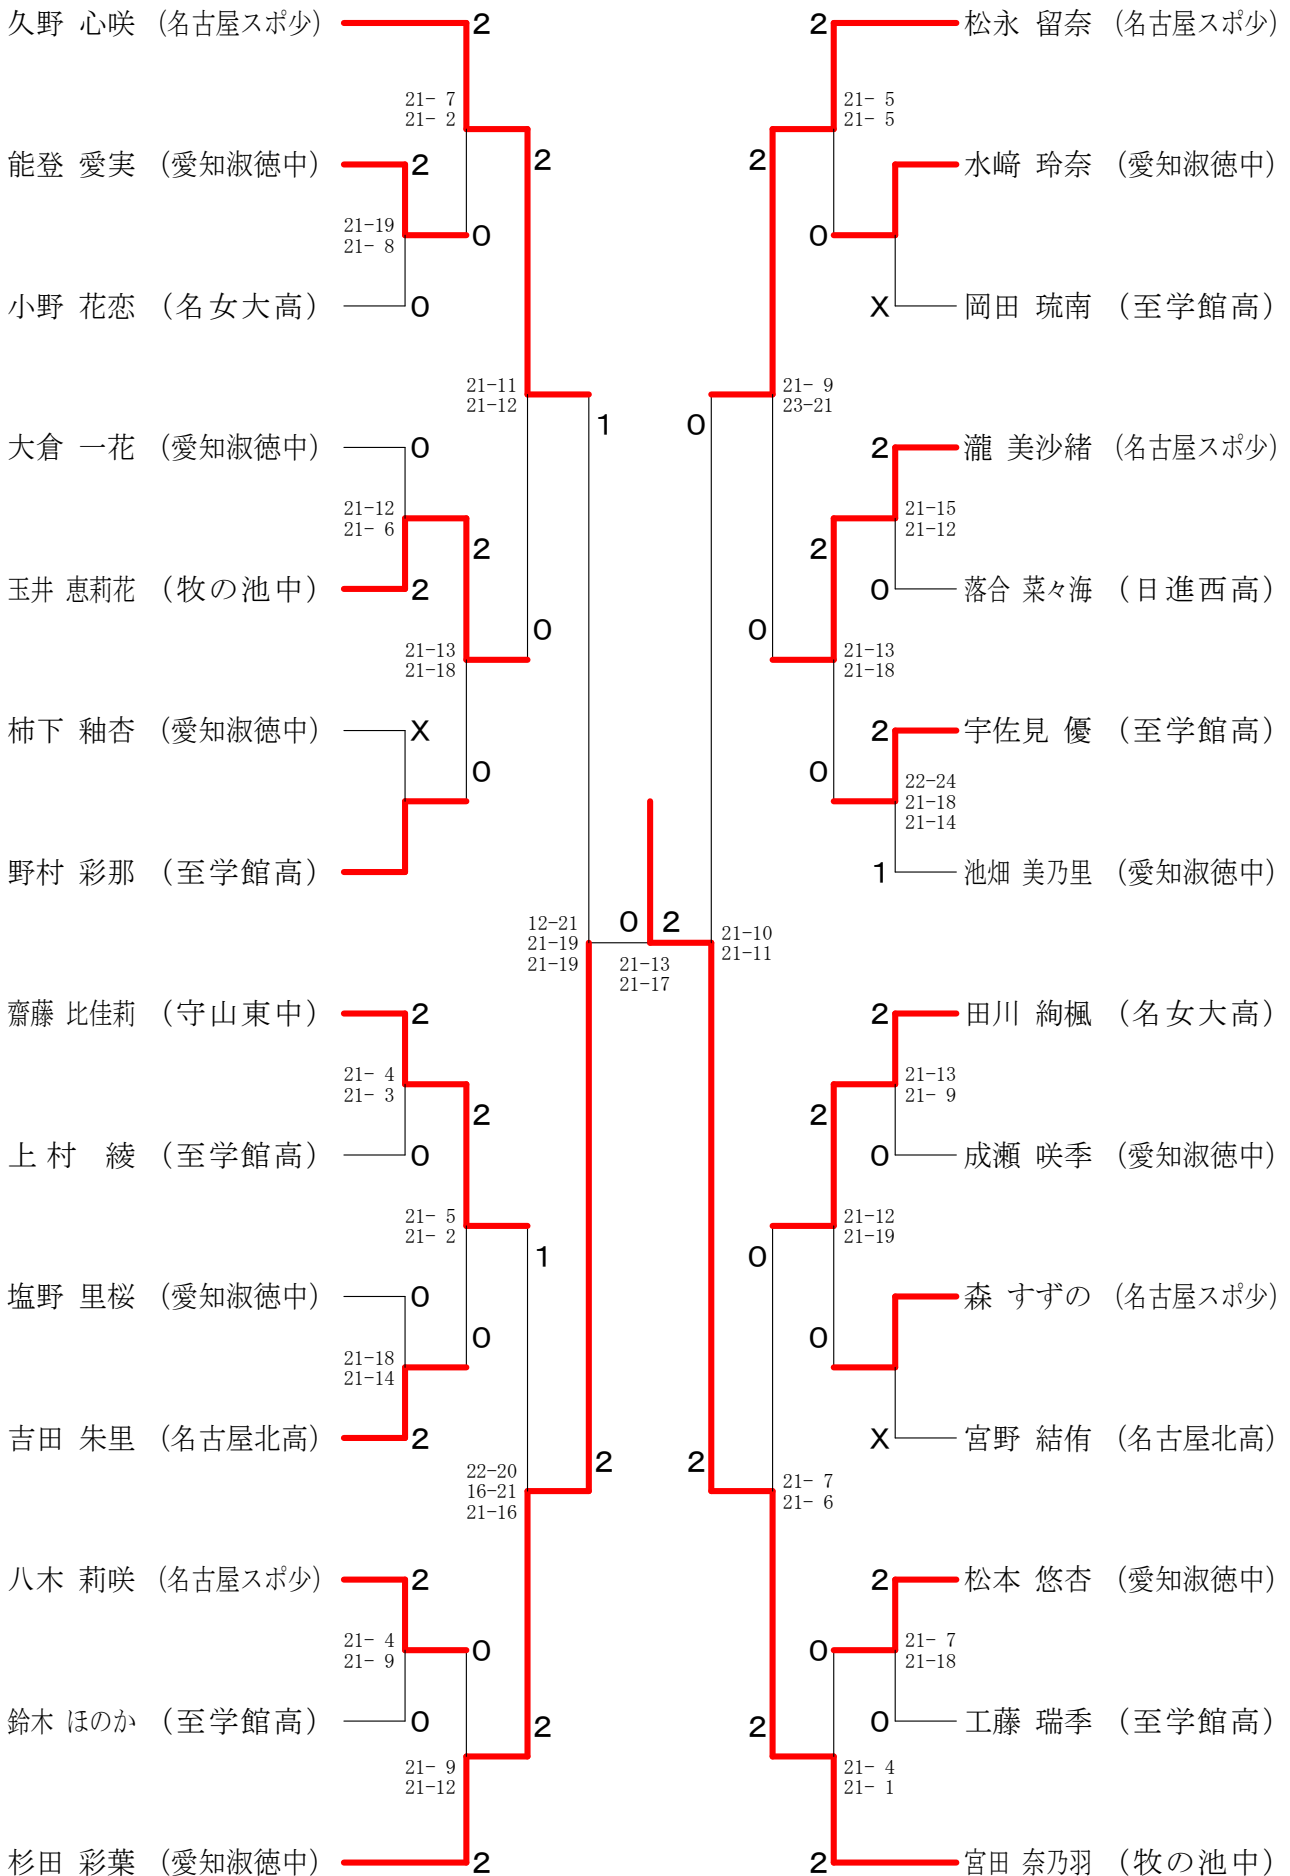 久野 心咲 (名古屋スポ少) 2
21- 7
21- 2
能登 愛実 (愛知淑徳中) 2
2
21-19
21- 8
0
小野 花恋 (名女大高) 0
21-11
21-12
1
大倉 一花 (愛知淑徳中) 0
21-12
21- 6
2
玉井 恵莉花 (牧の池中) 2
0
21-13
21-18
柿下 釉杏 (愛知淑徳中) X
0
野村 彩那 (至学館高)
12-21
21-19
21-19
0 2
21-13
21-17
齋藤 比佳莉 (守山東中) 2
21- 4
21- 3
2
上村 綾 (至学館高) 0
21- 5
21- 2
1
塩野 里桜 (愛知淑徳中) 0
0
21-18
21-14
吉田 朱里 (名古屋北高) 2
2
22-20
16-21
21-16
八木 莉咲 (名古屋スポ少) 2
21- 4
21- 9
0
鈴木 ほのか (至学館高) 0
2
21- 9
21-12
杉田 彩葉 (愛知淑徳中) 2
2 松永 留奈 (名古屋スポ少)
21- 5
21- 5
2
水﨑 玲奈 (愛知淑徳中)
0
X 岡田 琉南 (至学館高)
21- 9
23-21
0
2 瀧 美沙緒 (名古屋スポ少)
21-15
21-12
2
0 落合 菜々海 (日進西高)
0
21-13
21-18
2 宇佐見 優 (至学館高)
0
22-24
21-18
21-14
1 池畑 美乃里 (愛知淑徳中)
21-10
21-11
2 田川 絢楓 (名女大高)
21-13
21- 9
2
0 成瀬 咲季 (愛知淑徳中)
21-12
21-19
0
森 すずの (名古屋スポ少)
0
X 宮野 結侑 (名古屋北高)
2
21- 7
21- 6
2 松本 悠杏 (愛知淑徳中)
0
21- 7
21-18
0 工藤 瑞季 (至学館高)
2
21- 4
21- 1
2 宮田 奈乃羽 (牧の池中)